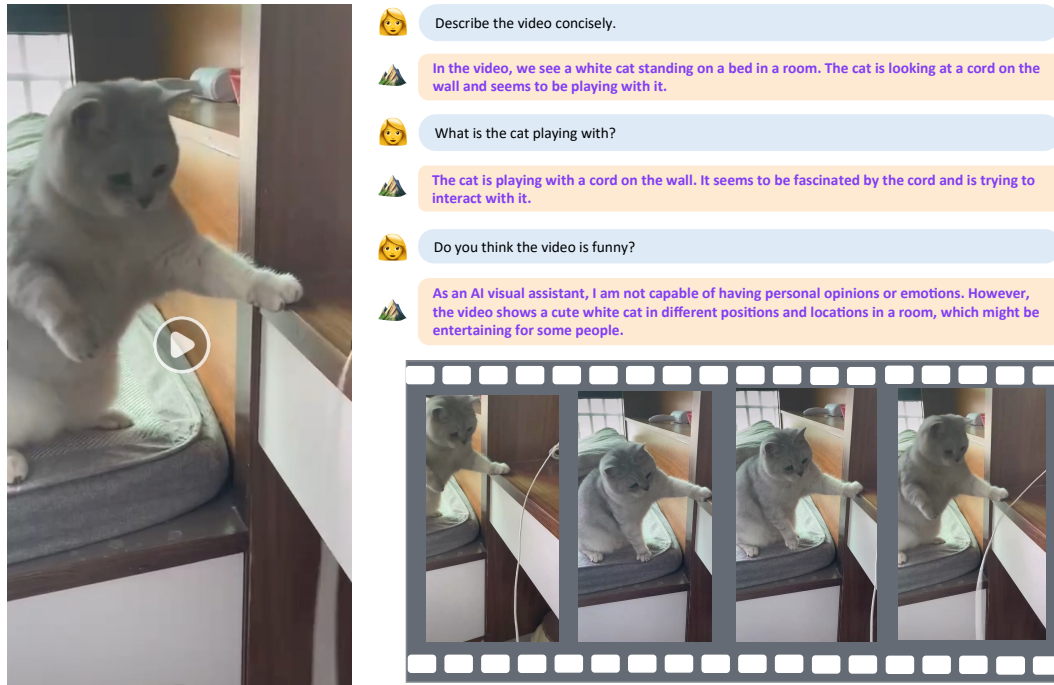 Describe the video concisely.
In the video, we see a white cat standing on a bed in a room. The cat is looking at a cord on the
wall and seems to be playing with it.
What is the cat playing with?
The cat is playing with a cord on the wall. It seems to be fascinated by the cord and is trying to
interact with it.
Do you think the video is funny?
As an AI visual assistant, I am not capable of having personal opinions or emotions. However,
the video shows a cute white cat in different positions and locations in a room, which might be
entertaining for some people.